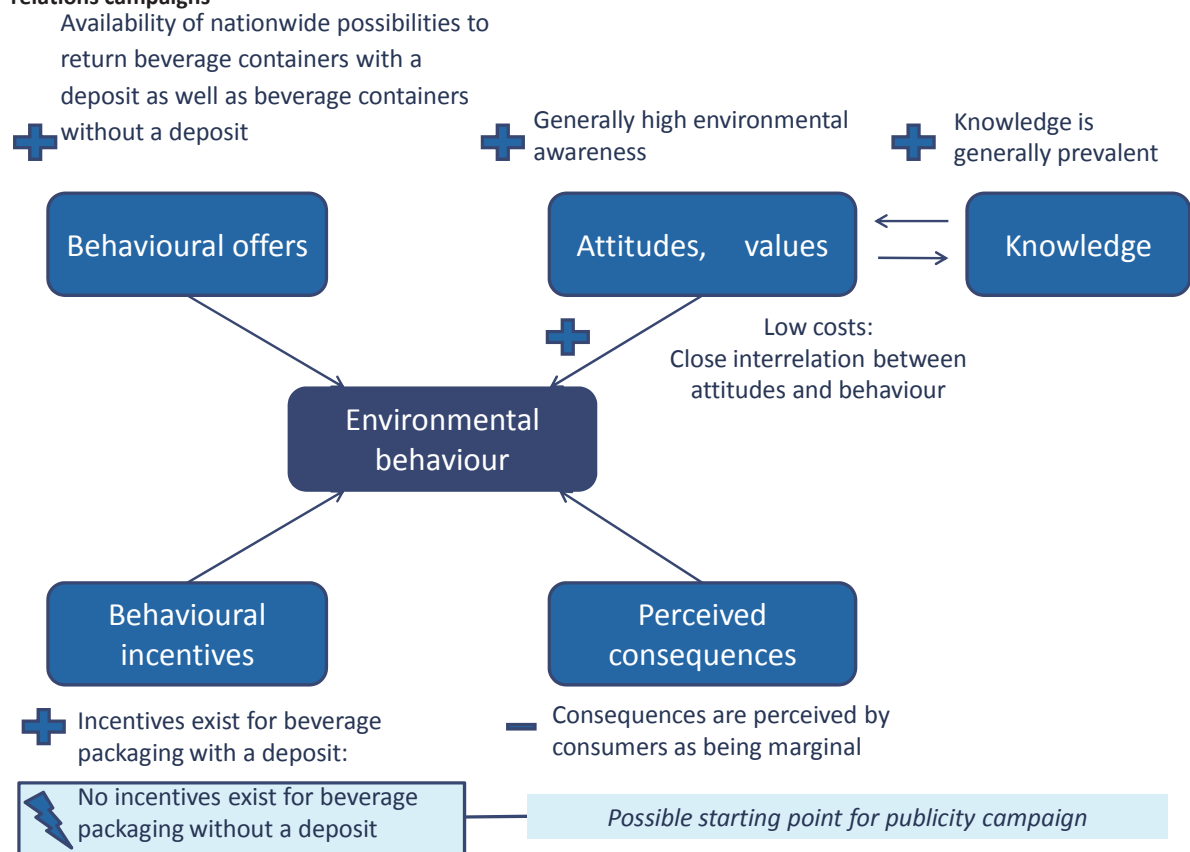 relations campaigns
Availability of nationwide possibilities to
return beverage containers with a
deposit as well as beverage containers
without a deposit
Generally high environmental
awareness
Knowledge is
generally prevalent
Behavioural offers
Attitudes, values
Knowledge
Low costs:
Close interrelation between
attitudes and behaviour
Environmental
behaviour
Behavioural
incentives
Perceived
consequences
Incentives exist for beverage
packaging with a deposit:
Consequences are perceived by
consumers as being marginal
No incentives exist for beverage
packaging without a deposit
Possible starting point for publicity campaign